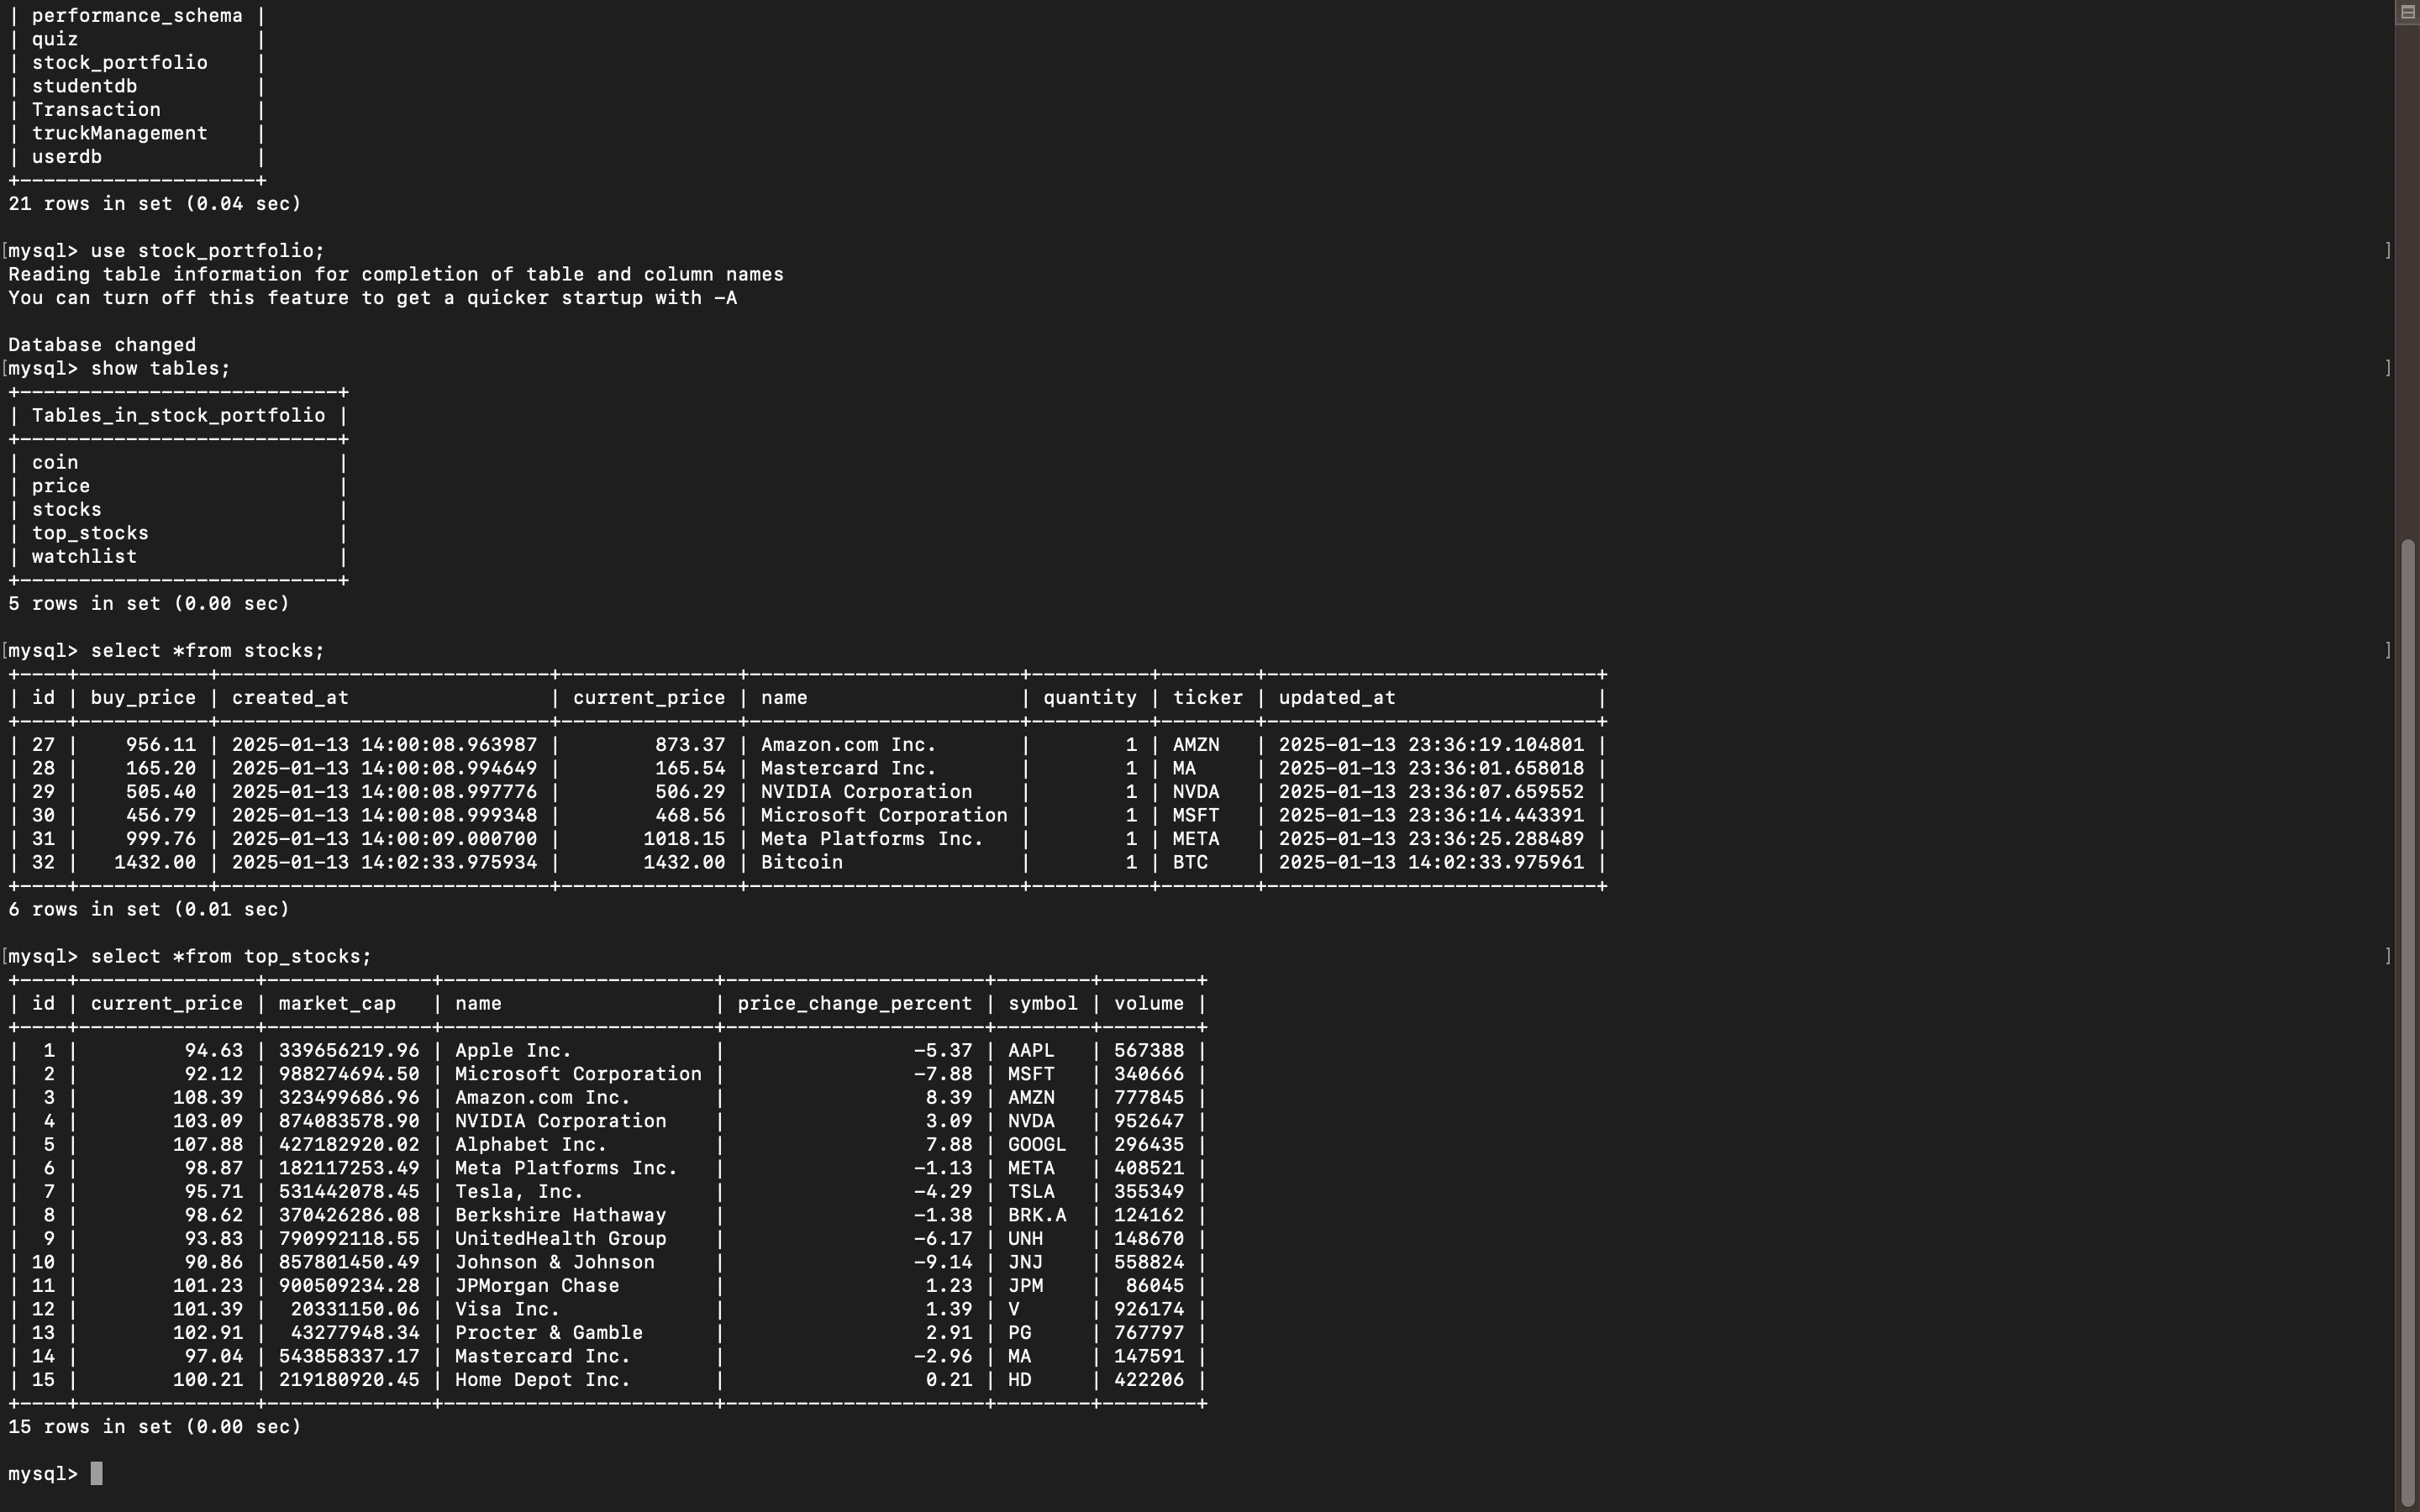 | performance_schema |
| quiz               |
| stock_portfolio    |
| studentdb          |
| Transaction        |
| truckManagement    |
| userdb             |
+--------------------+
21 rows in set (0.04 sec)

[mysql> use stock_portfolio; ]
Reading table information for completion of table and column names
You can turn off this feature to get a quicker startup with -A

Database changed
[mysql> show tables; ]
+---------------------------+
| Tables_in_stock_portfolio |
+---------------------------+
| coin                      |
| price                     |
| stocks                    |
| top_stocks                |
| watchlist                 |
+---------------------------+
5 rows in set (0.00 sec)

[mysql> select *from stocks; ]
+----+-----------+----------------------------+---------------+-----------------------+----------+--------+----------------------------+
| id | buy_price | created_at                 | current_price | name                  | quantity | ticker | updated_at                 |
+----+-----------+----------------------------+---------------+-----------------------+----------+--------+----------------------------+
| 27 |    956.11 | 2025-01-13 14:00:08.963987 |        873.37 | Amazon.com Inc.       |        1 | AMZN   | 2025-01-13 23:36:19.104801 |
| 28 |    165.20 | 2025-01-13 14:00:08.994649 |        165.54 | Mastercard Inc.       |        1 | MA     | 2025-01-13 23:36:01.658018 |
| 29 |    505.40 | 2025-01-13 14:00:08.997776 |        506.29 | NVIDIA Corporation    |        1 | NVDA   | 2025-01-13 23:36:07.659552 |
| 30 |    456.79 | 2025-01-13 14:00:08.999348 |        468.56 | Microsoft Corporation |        1 | MSFT   | 2025-01-13 23:36:14.443391 |
| 31 |    999.76 | 2025-01-13 14:00:09.000700 |       1018.15 | Meta Platforms Inc.   |        1 | META   | 2025-01-13 23:36:25.288489 |
| 32 |   1432.00 | 2025-01-13 14:02:33.975934 |       1432.00 | Bitcoin               |        1 | BTC    | 2025-01-13 14:02:33.975961 |
+----+-----------+----------------------------+---------------+-----------------------+----------+--------+----------------------------+
6 rows in set (0.01 sec)

[mysql> select *from top_stocks; ]
+----+---------------+--------------+-----------------------+----------------------+--------+--------+
| id | current_price | market_cap   | name                  | price_change_percent | symbol | volume |
+----+---------------+--------------+-----------------------+----------------------+--------+--------+
|  1 |         94.63 | 339656219.96 | Apple Inc.            |                -5.37 | AAPL   | 567388 |
|  2 |         92.12 | 988274694.50 | Microsoft Corporation |                -7.88 | MSFT   | 340666 |
|  3 |        108.39 | 323499686.96 | Amazon.com Inc.       |                 8.39 | AMZN   | 777845 |
|  4 |        103.09 | 874083578.90 | NVIDIA Corporation    |                 3.09 | NVDA   | 952647 |
|  5 |        107.88 | 427182920.02 | Alphabet Inc.         |                 7.88 | GOOGL  | 296435 |
|  6 |         98.87 | 182117253.49 | Meta Platforms Inc.   |                -1.13 | META   | 408521 |
|  7 |         95.71 | 531442078.45 | Tesla, Inc.           |                -4.29 | TSLA   | 355349 |
|  8 |         98.62 | 370426286.08 | Berkshire Hathaway    |                -1.38 | BRK.A  | 124162 |
|  9 |         93.83 | 790992118.55 | UnitedHealth Group    |                -6.17 | UNH    | 148670 |
| 10 |         90.86 | 857801450.49 | Johnson & Johnson     |                -9.14 | JNJ    | 558824 |
| 11 |        101.23 | 900509234.28 | JPMorgan Chase        |                 1.23 | JPM    |  86045 |
| 12 |        101.39 |  20331150.06 | Visa Inc.             |                 1.39 | V      | 926174 |
| 13 |        102.91 |  43277948.34 | Procter & Gamble      |                 2.91 | PG     | 767797 |
| 14 |         97.04 | 543858337.17 | Mastercard Inc.       |                -2.96 | MA     | 147591 |
| 15 |        100.21 | 219180920.45 | Home Depot Inc.       |                 0.21 | HD     | 422206 |
+----+---------------+--------------+-----------------------+----------------------+--------+--------+
15 rows in set (0.00 sec)

mysql>